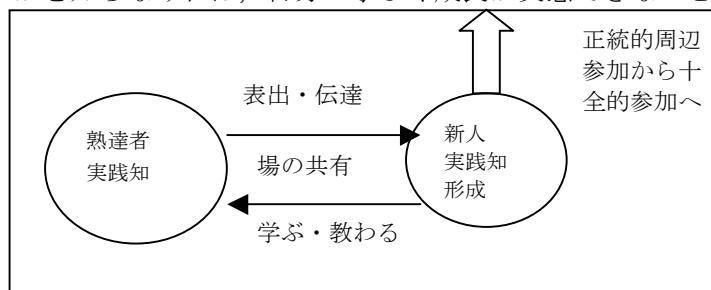 正統的周辺
参加から十
全的参加へ
表出・伝達
熟達者
実践知
場の共有
新人
実践知
形成
学ぶ・教わる